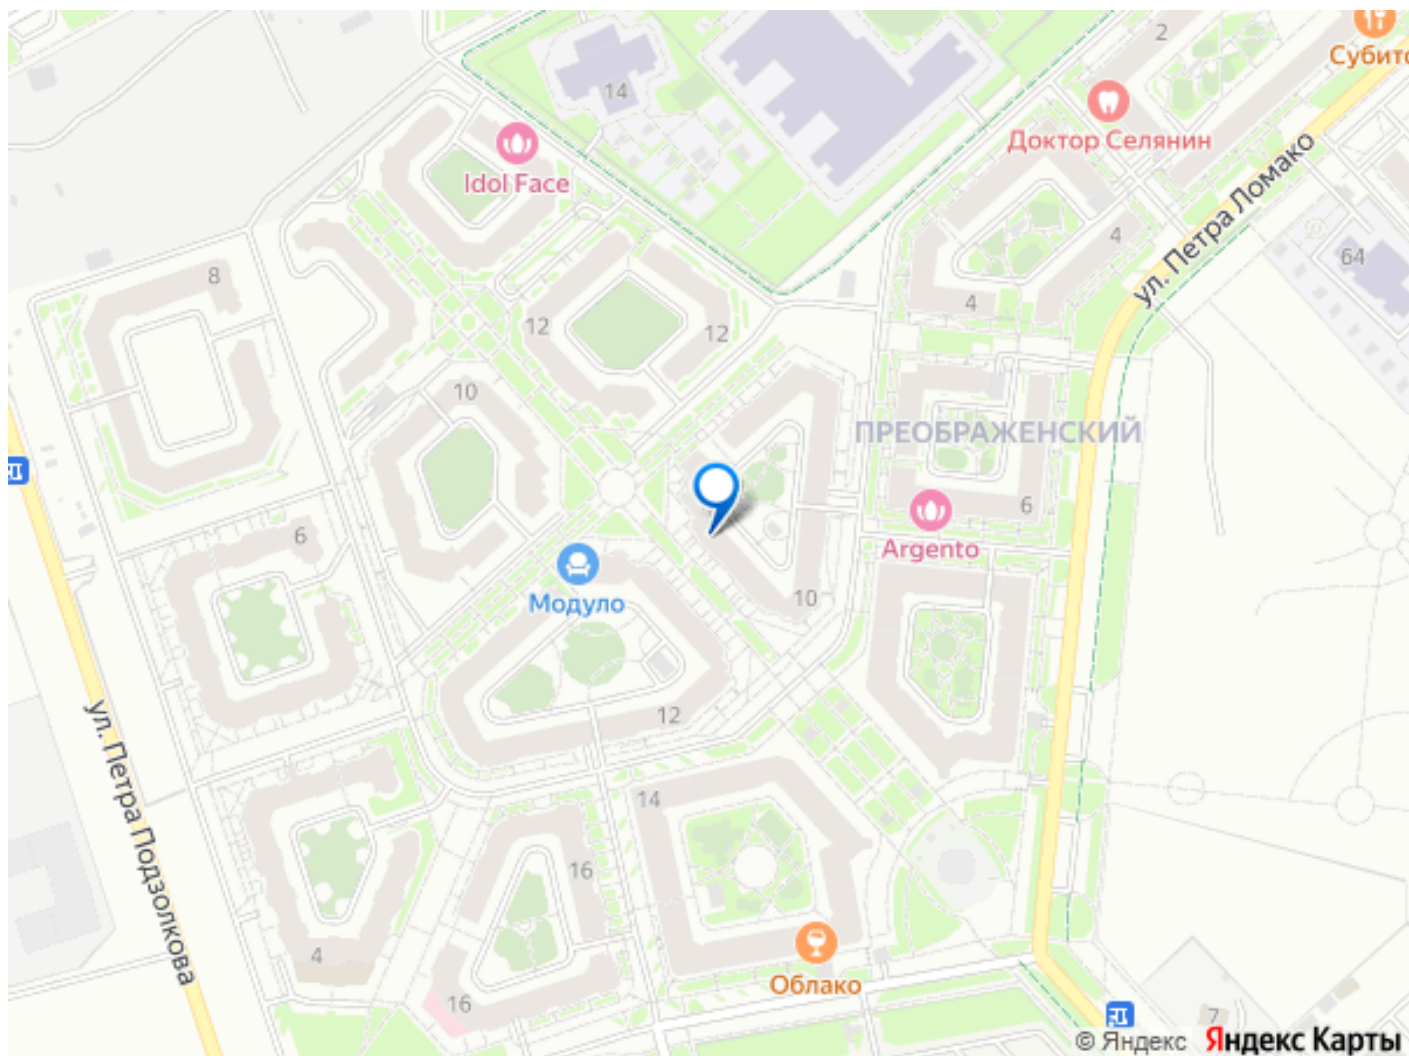 2
Субито
14
Доктор Селянин
Idol Face
ул. Петра Ломако
4
64
8
4
12
12
10
ПРЕОБРАЖЕНСКИЙ
6
6
Argento
Модуло
10
12
ул. Петра Подзолкова
14
16
4
16
Облако
7
© Яндекс Яндекс Карты